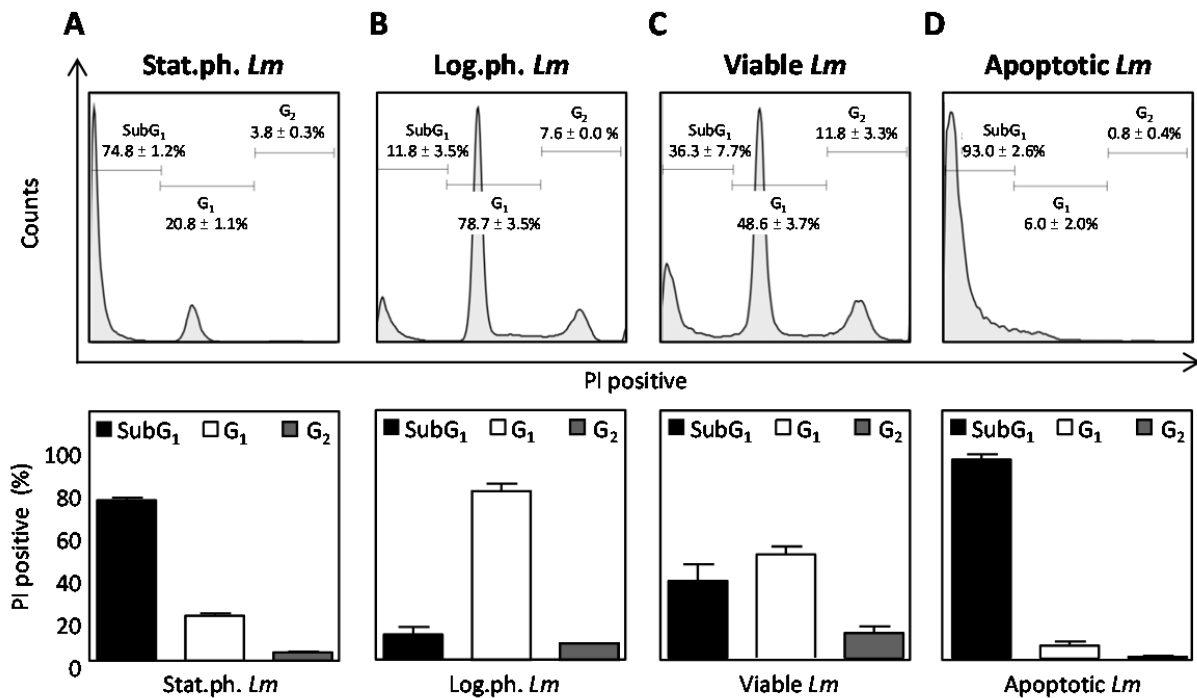 A
B
C
D
Stat.ph. Lm
Log.ph. Lm
Viable Lm
Apoptotic Lm
Counts
SubG₁
74.8 ± 1.2%
G₂
3.8 ± 0.3%
G₁
20.8 ± 1.1%
SubG₁
11.8 ± 3.5%
G₂
7.6 ± 0.0 %
G₁
78.7 ± 3.5%
SubG₁
36.3 ± 7.7%
G₂
11.8 ± 3.3%
G₁
48.6 ± 3.7%
SubG₁
93.0 ± 2.6%
G₂
0.8 ± 0.4%
G₁
6.0 ± 2.0%
PI positive
PI positive (%)
100
80
60
40
20
0
SubG₁ G₁ G₂
SubG₁ G₁ G₂
SubG₁ G₁ G₂
SubG₁ G₁ G₂
Stat.ph. Lm
Log.ph. Lm
Viable Lm
Apoptotic Lm